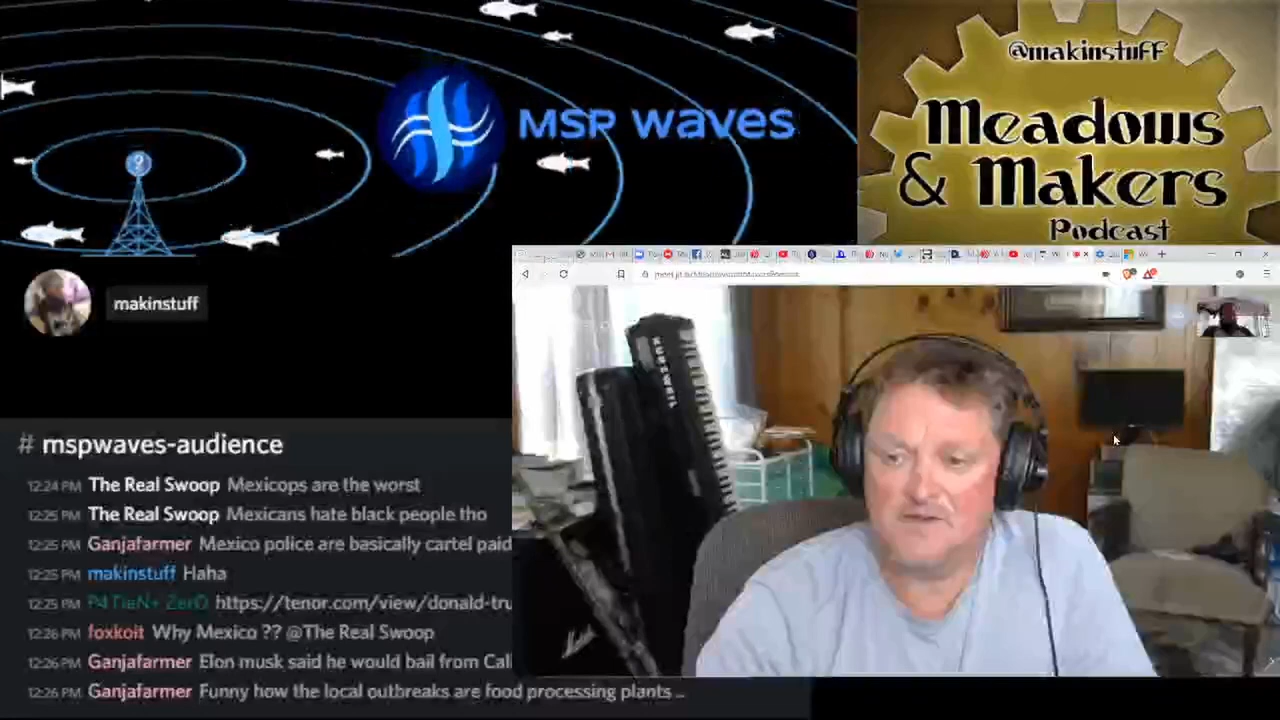 ?
MSP waves
@makinstuff
Meadows
& Makers
Podcast
makinstuff
# mspwaves-audience
12:24 PM The Real Swoop Mexicops are the worst
12:25 PM The Real Swoop Mexicans hate black people tho
12:25 PM Ganjafarmer Mexico police are basically cartel paid
12:25 PM makinstuff Haha
12:25 PM https://tenor.com/view/donald-tru
12:26 PM foxkoit Why Mexico ?? @The Real Swoop
12:26 PM Ganjafarmer Elon musk said he would bail from Cali
12:26 PM Ganjafarmer Funny how the local outbreaks are food processing plants ..